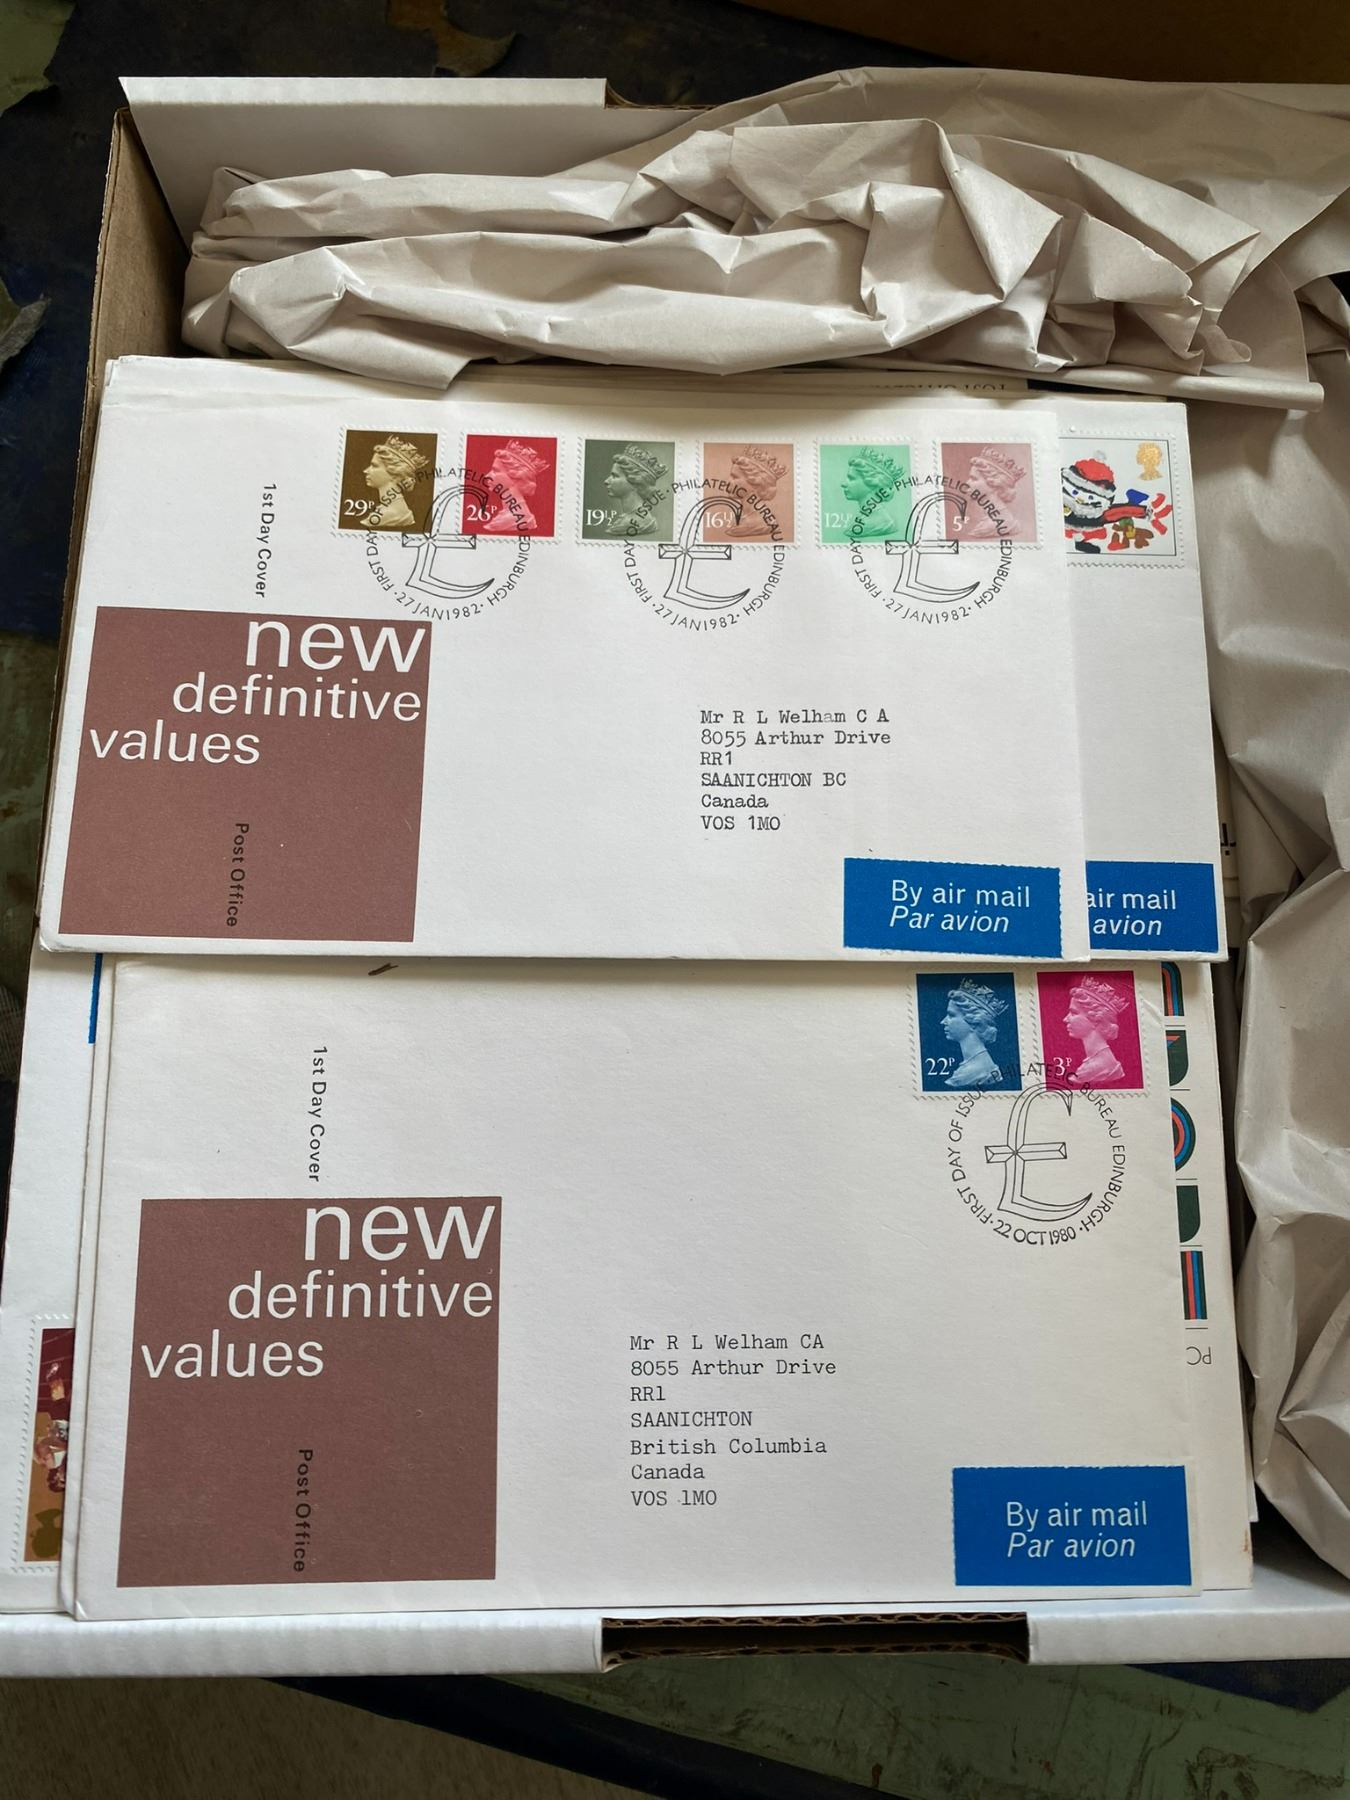 POST OFFICE
1st Day Cover
29P
26P
19½P
16½
12½
5P
FIRST DAY OF ISSUE · PHILATELIC BUREAU EDINBURGH · 27 JAN 1982 ·
FIRST DAY OF ISSUE · PHILATELIC BUREAU EDINBURGH · 27 JAN 1982 ·
FIRST DAY OF ISSUE · PHILATELIC BUREAU EDINBURGH · 27 JAN 1982 ·
£
£
£
new
definitive
values
Post Office
Mr R L Welham C A
8055 Arthur Drive
RR1
SAANICHTON BC
Canada
VOS 1MO
By air mail
Par avion
air mail
avion
1st Day Cover
22P
3P
FIRST DAY OF ISSUE · PHILATELIC BUREAU EDINBURGH · 22 OCT 1980 ·
£
new
definitive
values
Post Office
Mr R L Welham CA
8055 Arthur Drive
RR1
SAANICHTON
British Columbia
Canada
VOS 1MO
By air mail
Par avion
PO